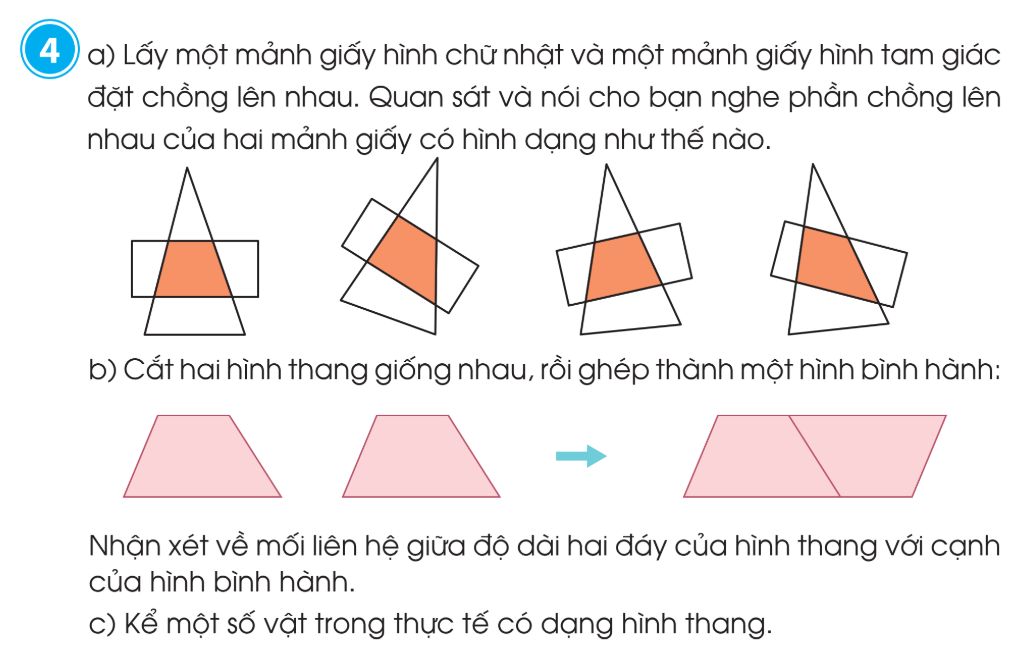 4 a) Lấy một mảnh giấy hình chữ nhật và một mảnh giấy hình tam giác
đặt chồng lên nhau. Quan sát và nói cho bạn nghe phần chồng lên
nhau của hai mảnh giấy có hình dạng như thế nào.
b) Cắt hai hình thang giống nhau, rồi ghép thành một hình bình hành:
Nhận xét về mối liên hệ giữa độ dài hai đáy của hình thang với cạnh
của hình bình hành.
c) Kể một số vật trong thực tế có dạng hình thang.